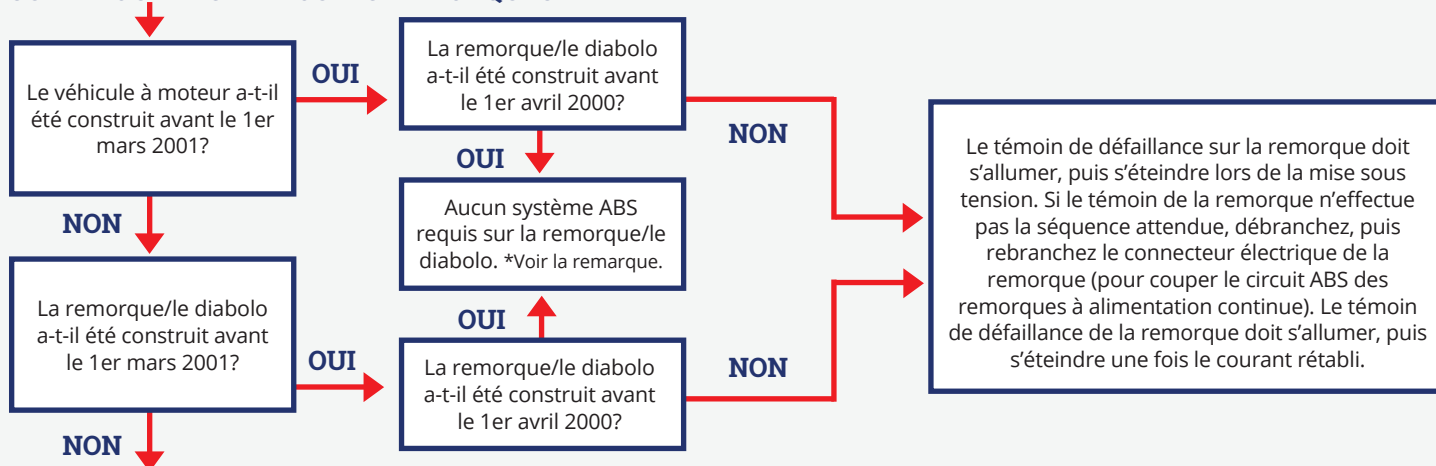 Le véhicule à moteur a-t-il
été construit avant le 1er
mars 2001?
OUI
La remorque/le diabolo
a-t-il été construit avant
le 1er avril 2000?
NON
OUI
Aucun système ABS
requis sur la remorque/le
diabolo. *Voir la remarque.
NON
La remorque/le diabolo
a-t-il été construit avant
le 1er mars 2001?
OUI
OUI
La remorque/le diabolo
a-t-il été construit avant
le 1er avril 2000?
NON
Le témoin de défaillance sur la remorque doit
s’allumer, puis s’éteindre lors de la mise sous
tension. Si le témoin de la remorque n’effectue
pas la séquence attendue, débranchez, puis
rebranchez le connecteur électrique de la
remorque (pour couper le circuit ABS des
remorques à alimentation continue). Le témoin
de défaillance de la remorque doit s’allumer, puis
s’éteindre une fois le courant rétabli.
NON